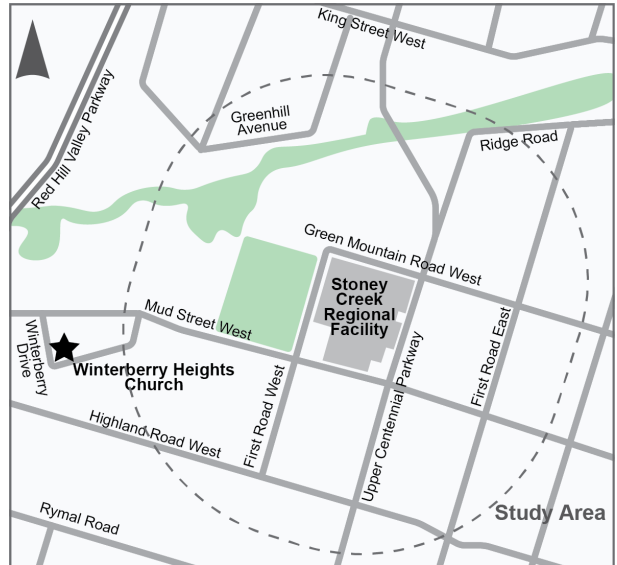 King Street West
Greenhill
Avenue
Red Hill Valley Parkway
Ridge Road
Green Mountain Road West
Stoney
Creek
Regional
Facility
Mud Street West
Winterberry
Drive
Winterberry Heights
Church
First Road East
Upper Centennial Parkway
First Road West
Highland Road West
Rymal Road
Study Area